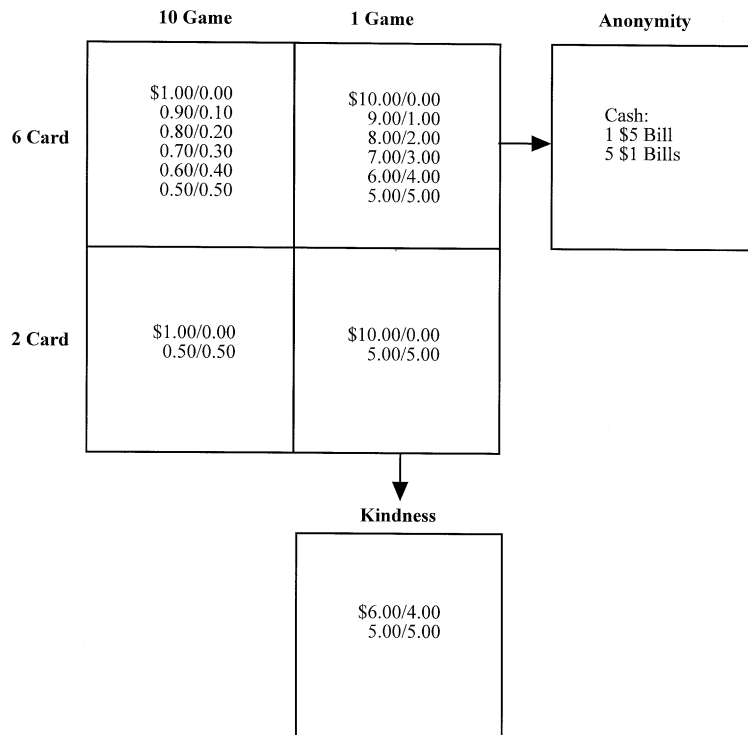 10 Game
1 Game
Anonymity
6 Card
$1.00/0.00
0.90/0.10
0.80/0.20
0.70/0.30
0.60/0.40
0.50/0.50
$10.00/0.00
9.00/1.00
8.00/2.00
7.00/3.00
6.00/4.00
5.00/5.00
Cash:
1 $5 Bill
5 $1 Bills
2 Card
$1.00/0.00
0.50/0.50
$10.00/0.00
5.00/5.00
Kindness
$6.00/4.00
5.00/5.00